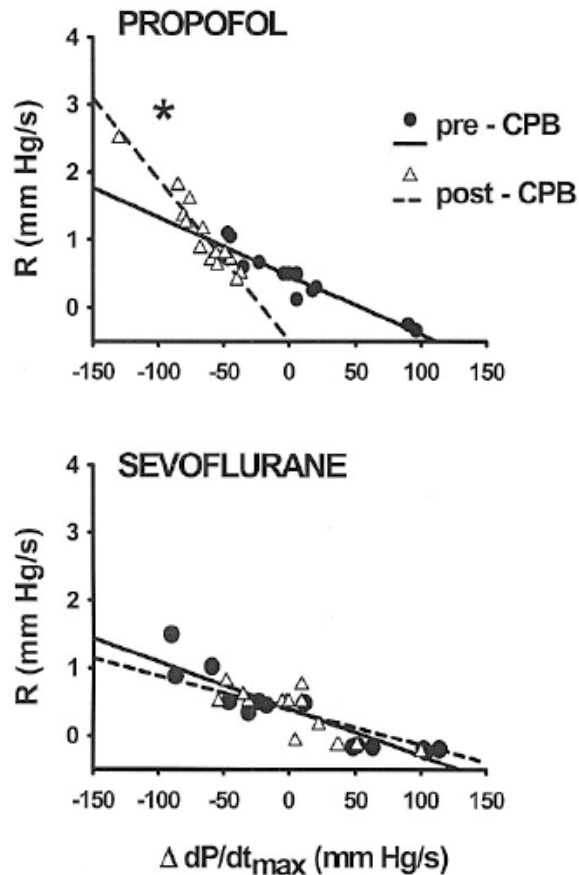 PROPOFOL
4
3
2
1
0
R (mm Hg/s)
*
pre - CPB
post - CPB
-150 -100 -50 0 50 100 150
SEVOFLURANE
4
3
2
1
0
R (mm Hg/s)
-150 -100 -50 0 50 100 150
Δ dP/dtmax (mm Hg/s)